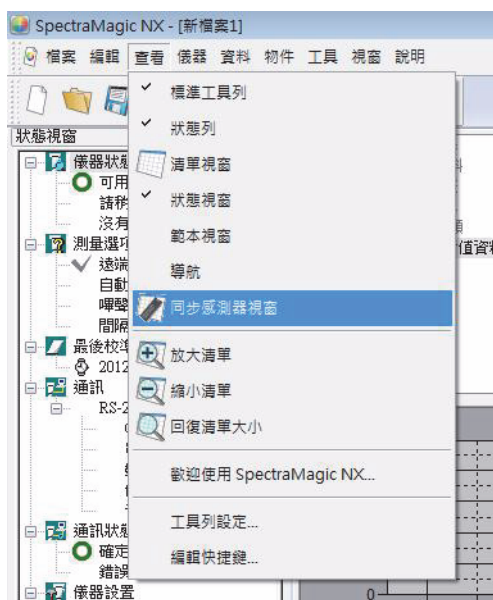 SpectraMagic NX - [新檔案1]
檔案 編輯 查看 儀器 資料 物件 工具 視窗 說明
標準工具列
狀態列
清單視窗
狀態視窗
範本視窗
導航
同步感測器視窗
放大清單
縮小清單
回復清單大小
歡迎使用 SpectraMagic NX...
工具列設定...
編輯快捷鍵...
狀態視窗
儀器狀態
可用
請稍
沒有
測量選項
遠端
自動
嗶聲
間隔
最後校準
2012
通訊
RS-2
通訊狀態
確定
錯誤
儀器設置
值資料
0